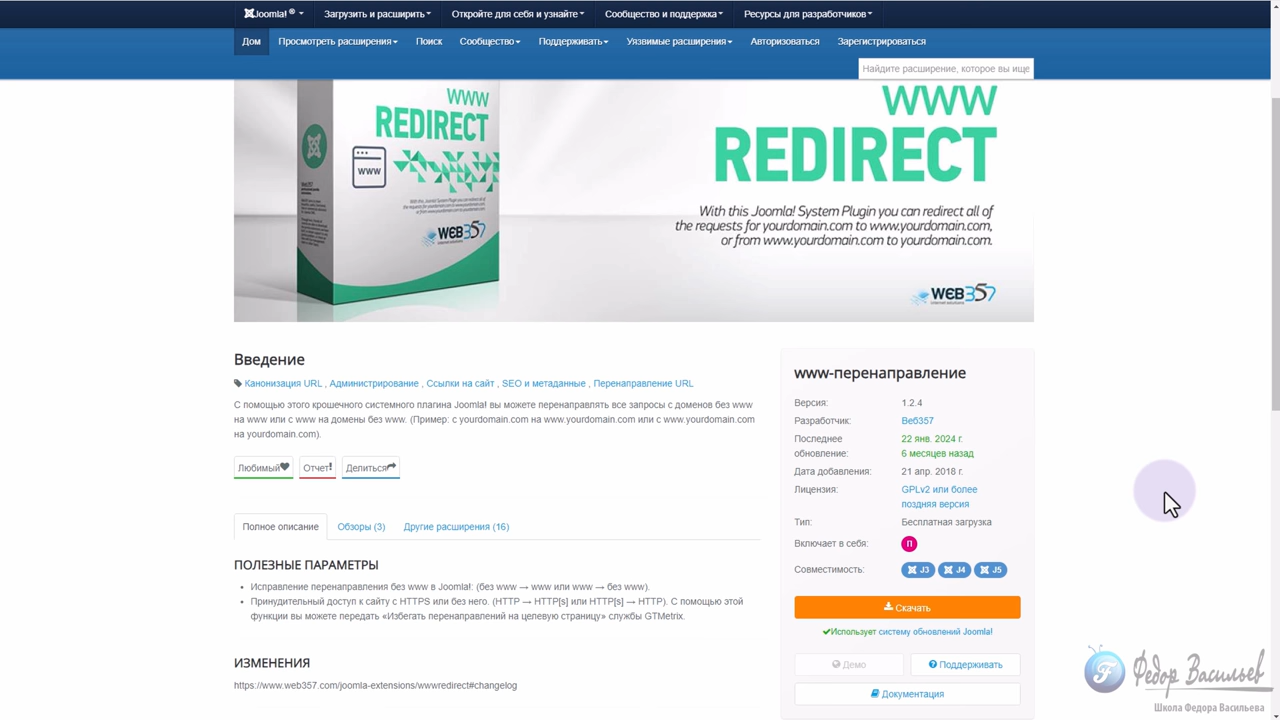 Joomla! ®
Загрузить и расширить
Откройте для себя и узнайте
Сообщество и поддержка
Ресурсы для разработчиков
Дом
Просмотреть расширения
Поиск
Сообщество
Поддерживать
Уязвимые расширения
Авторизоваться
Зарегистрироваться
Найдите расширение, которое вы ище
WWW
REDIRECT
www
WEB357
WWW
REDIRECT
With this Joomla! System Plugin you can redirect all of
the requests for yourdomain.com to www.yourdomain.com,
or from www.yourdomain.com to yourdomain.com.
WEB357
Введение
Канонизация URL , Администрирование , Ссылки на сайт , SEO и метаданные , Перенаправление URL
С помощью этого крошечного системного плагина Joomla! вы можете перенаправлять все запросы с доменов без www
на www или с www на домены без www. (Пример: с yourdomain.com на www.yourdomain.com или с www.yourdomain.com
на yourdomain.com).
Любимый
Отчет!
Делиться
Полное описание
Обзоры (3)
Другие расширения (16)
ПОЛЕЗНЫЕ ПАРАМЕТРЫ
• Исправление перенаправления без www в Joomla!: (без www → www или www → без www).
• Принудительный доступ к сайту с HTTPS или без него. (HTTP → HTTP[s] или HTTP[s] → HTTP). С помощью этой
функции вы можете передать «Избегать перенаправлений на целевую страницу» службы GTMetrix.
ИЗМЕНЕНИЯ
https://www.web357.com/joomla-extensions/wwwredirect#changelog
www-перенаправление
Версия: 1.2.4
Разработчик: Веб357
Последнее 22 янв. 2024 г.
обновление: 6 месяцев назад
Дата добавления: 21 апр. 2018 г.
Лицензия: GPLv2 или более
поздняя версия
Тип: Бесплатная загрузка
Включает в себя: П
Совместимость: J3 J4 J5
Скачать
Использует систему обновлений Joomla!
Демо
Поддерживать
Документация
Федор Васильев
Школа Федора Васильева